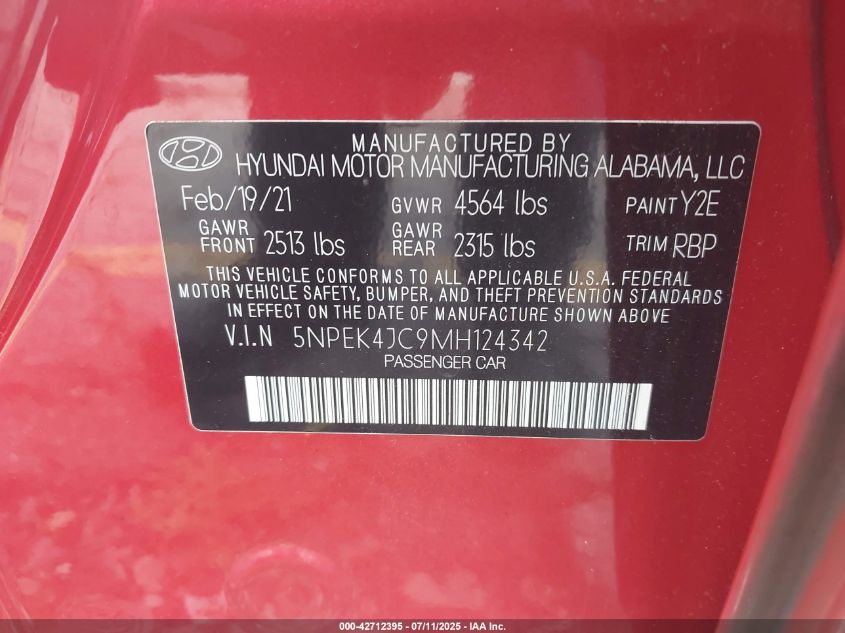 MANUFACTURED BY
HYUNDAI MOTOR MANUFACTURING ALABAMA, LLC
Feb/19/21 GVWR 4564 lbs PAINT Y2E
GAWR FRONT 2513 lbs GAWR REAR 2315 lbs TRIM RBP
THIS VEHICLE CONFORMS TO ALL APPLICABLE U.S.A. FEDERAL
MOTOR VEHICLE SAFETY, BUMPER, AND THEFT PREVENTION STANDARDS
IN EFFECT ON THE DATE OF MANUFACTURE SHOWN ABOVE
V.I.N 5NPEK4JC9MH124342
PASSENGER CAR
000-42712395 - 07/11/2025 - IAA Inc.